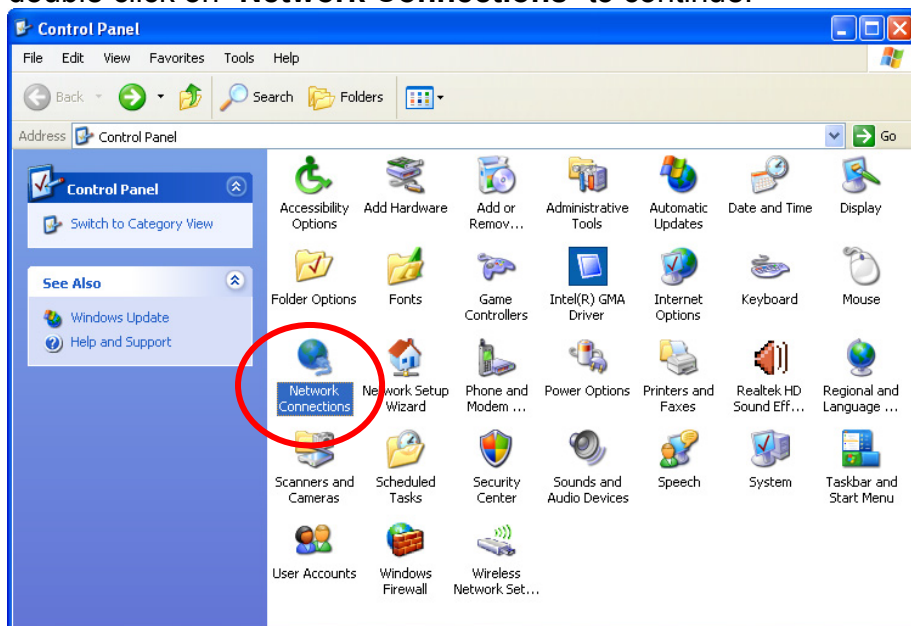 double-click on "Network Connections" to continue.
Control Panel
File Edit View Favorites Tools Help
Back Search Folders
Address Control Panel Go
Control Panel
Switch to Category View
See Also
Windows Update
Help and Support
Accessibility Options
Add Hardware
Add or Remov...
Administrative Tools
Automatic Updates
Date and Time
Display
Folder Options
Fonts
Game Controllers
Intel(R) GMA Driver
Internet Options
Keyboard
Mouse
Network Connections
Network Setup Wizard
Phone and Modem ...
Power Options
Printers and Faxes
Realtek HD Sound Eff...
Regional and Language ...
Scanners and Cameras
Scheduled Tasks
Security Center
Sounds and Audio Devices
Speech
System
Taskbar and Start Menu
User Accounts
Windows Firewall
Wireless Network Set...